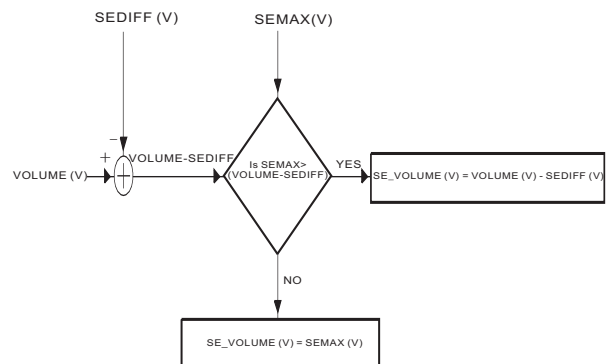 SEDIFF (V)
SEMAX(V)
–
+
VOLUME-SEDIFF
VOLUME (V)
+
Is SEMAX>
(VOLUME-SEDIFF)
YES
SE_VOLUME (V) = VOLUME (V) - SEDIFF (V)
NO
SE_VOLUME (V) = SEMAX (V)